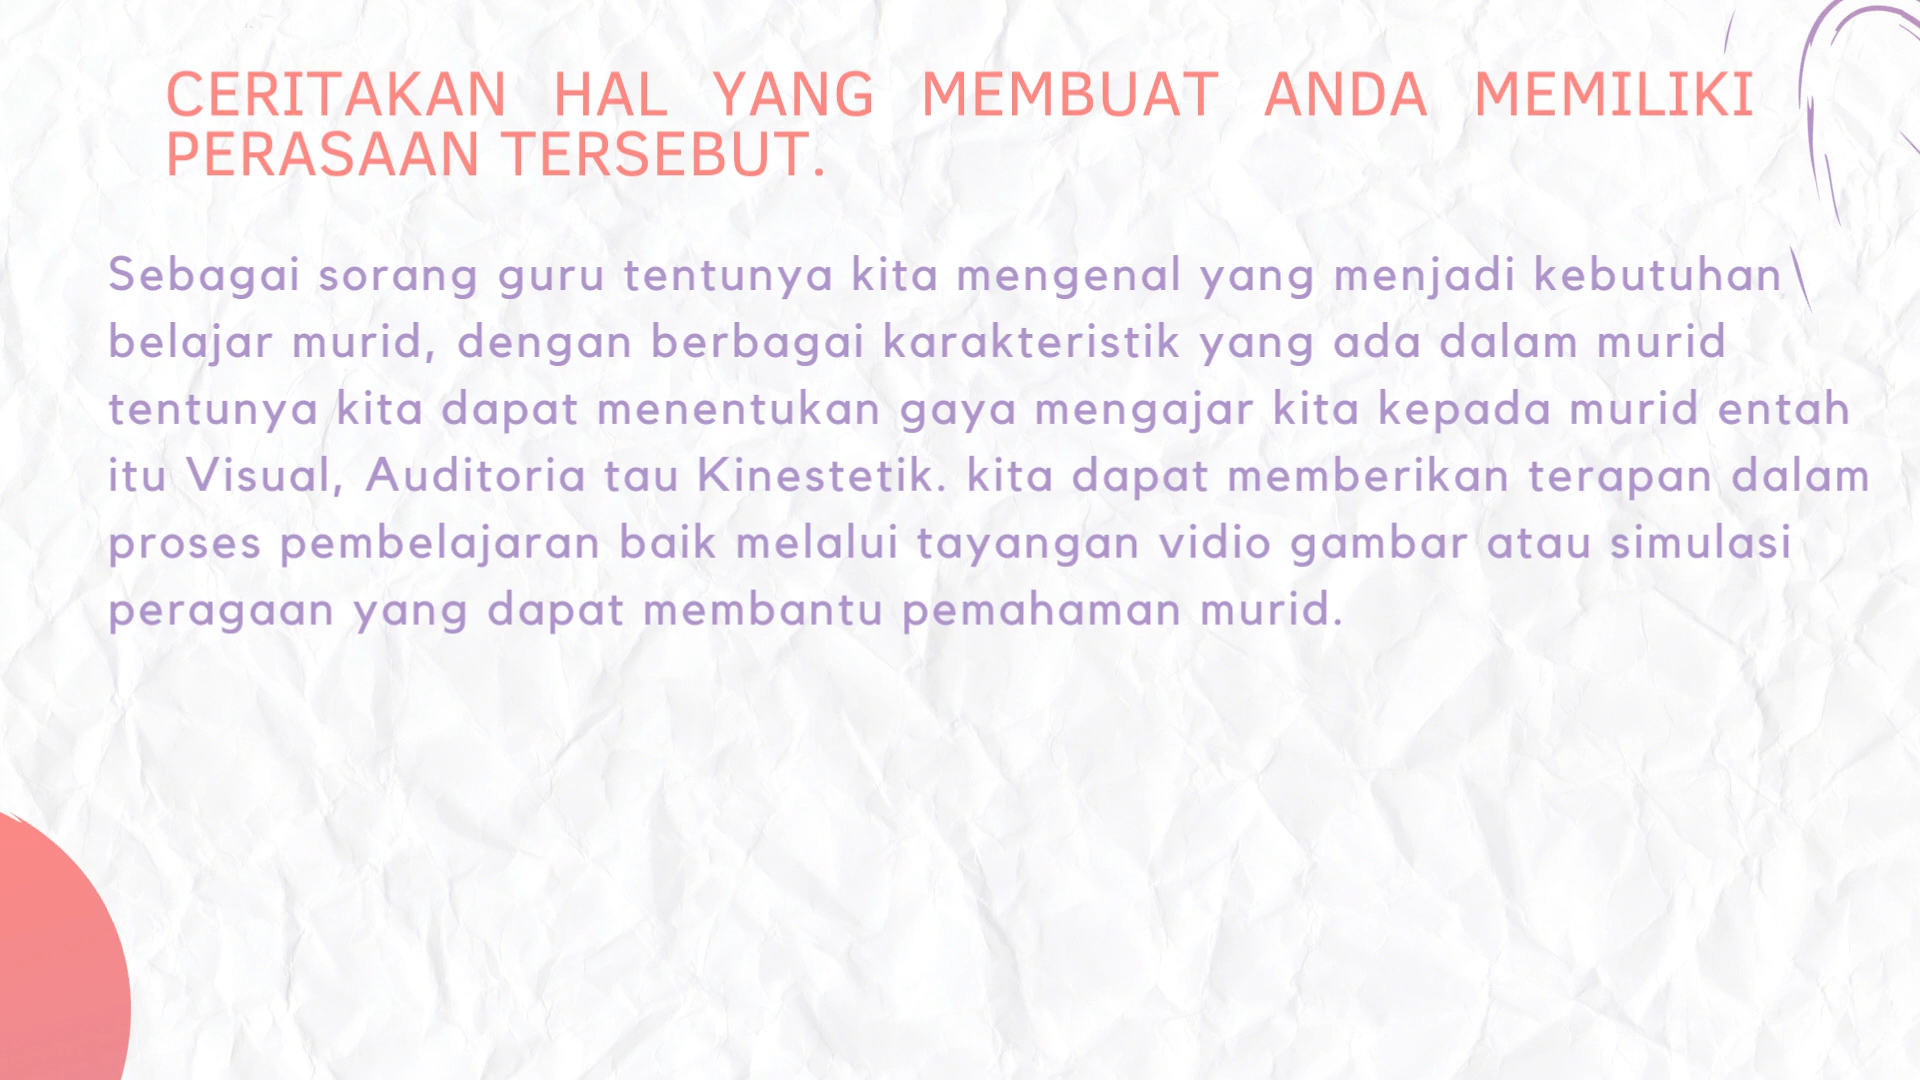 CERITAKAN HAL YANG MEMBUAT ANDA MEMILIKI
PERASAAN TERSEBUT.
Sebagai sorang guru tentunya kita mengenal yang menjadi kebutuhan
belajar murid, dengan berbagai karakteristik yang ada dalam murid
tentunya kita dapat menentukan gaya mengajar kita kepada murid entah
itu Visual, Auditoria tau Kinestetik. kita dapat memberikan terapan dalam
proses pembelajaran baik melalui tayangan vidio gambar atau simulasi
peragaan yang dapat membantu pemahaman murid.